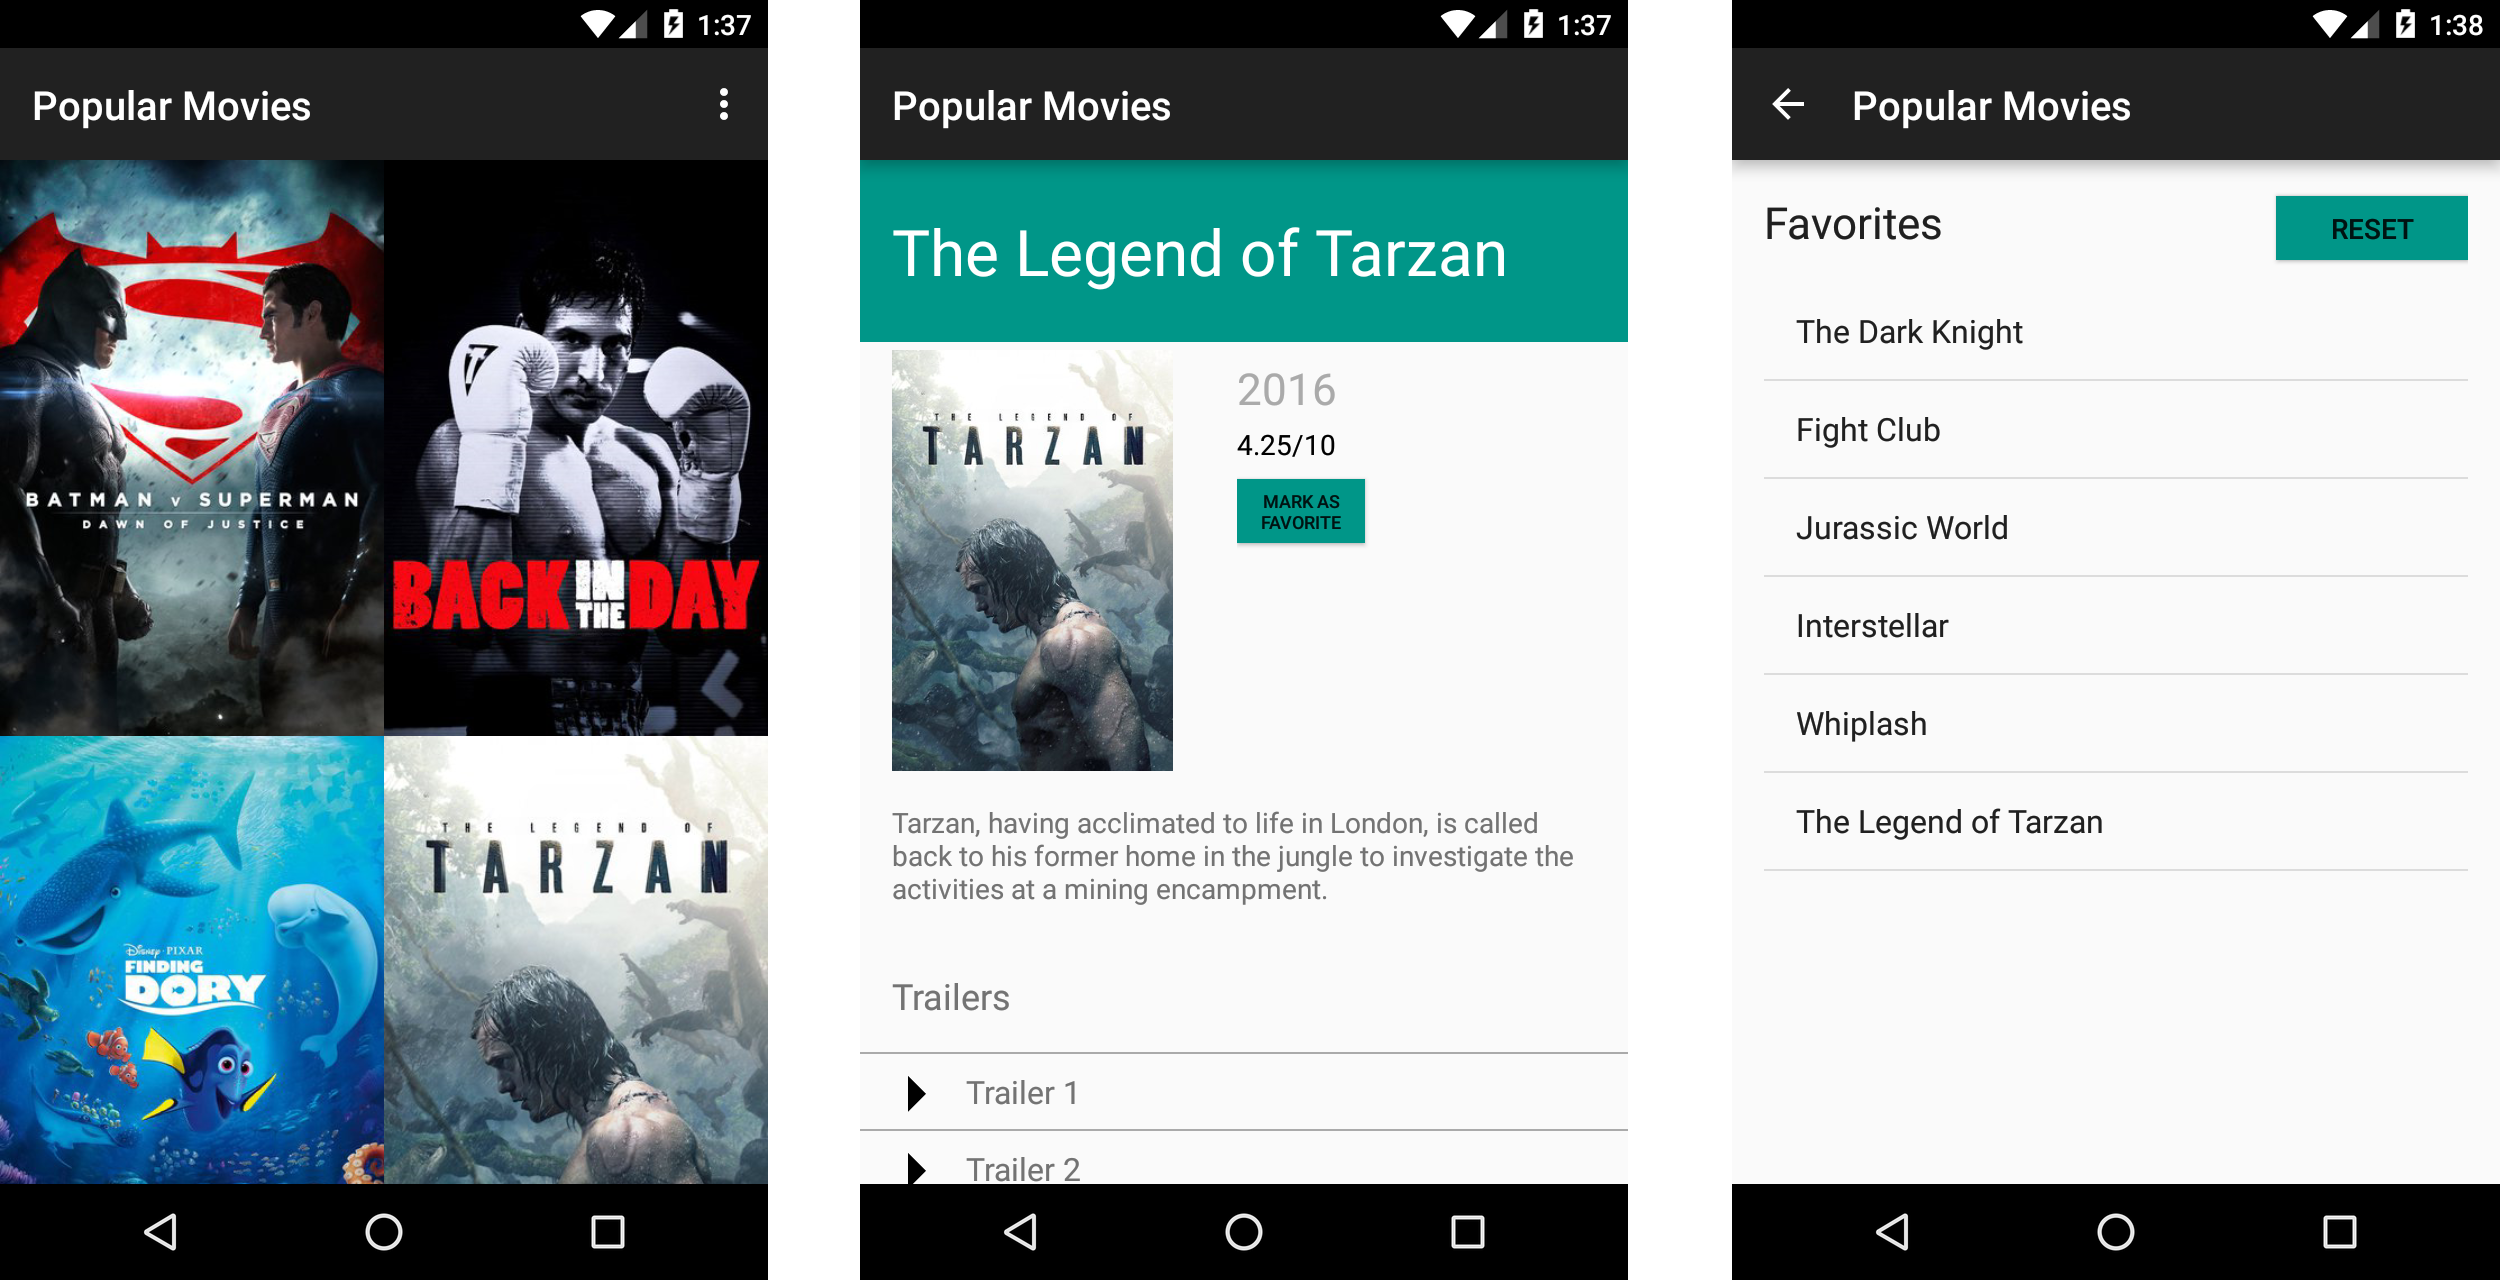 1:37
Popular Movies
BATMAN v SUPERMAN
DAWN OF JUSTICE
BACK IN THE DAY
Disney · PIXAR
FINDING
DORY
THE LEGEND OF
TARZAN
1:37
Popular Movies
The Legend of Tarzan
THE LEGEND OF
TARZAN
2016
4.25/10
MARK AS
FAVORITE
Tarzan, having acclimated to life in London, is called
back to his former home in the jungle to investigate the
activities at a mining encampment.
Trailers
Trailer 1
Trailer 2
1:38
Popular Movies
Favorites
RESET
The Dark Knight
Fight Club
Jurassic World
Interstellar
Whiplash
The Legend of Tarzan